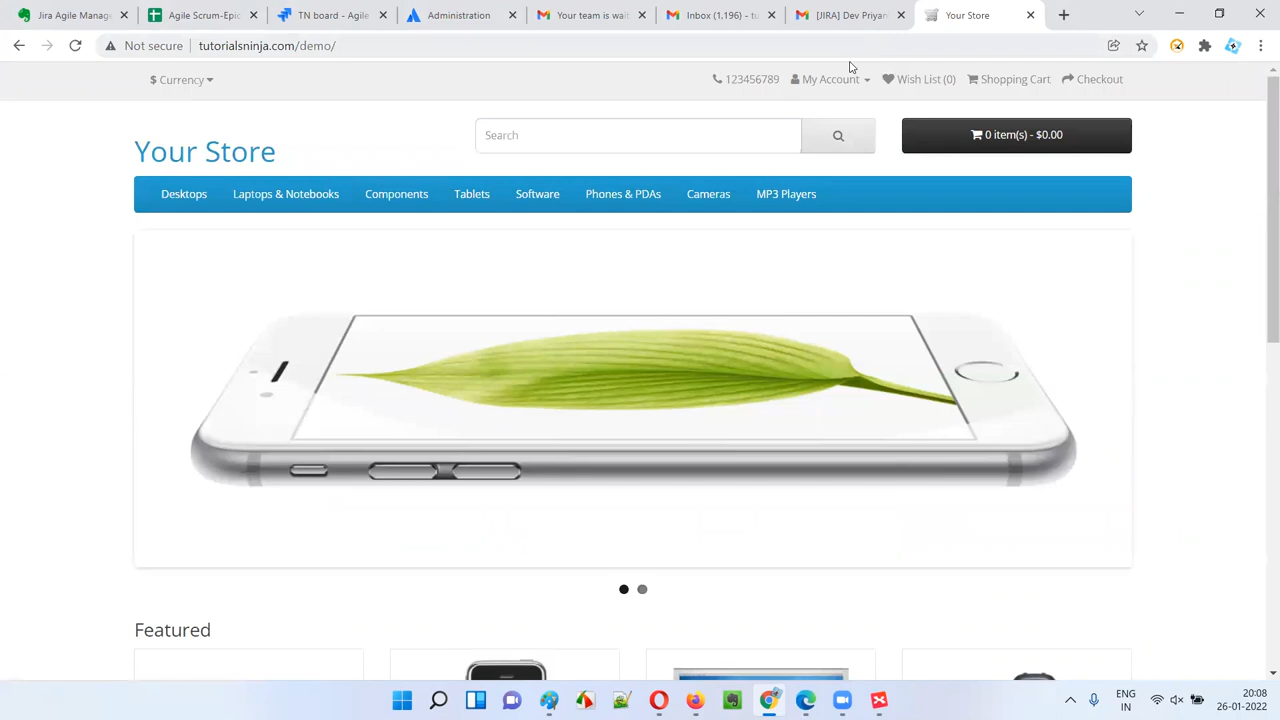 Jira Agile Manage
Agile Scrum-Epic
TN board - Agile
Administration
Your team is wait
Inbox (1,196) - tu
[JIRA] Dev Priyan
Your Store
Not secure
tutorialsninja.com/demo/
$ Currency
123456789
My Account
Wish List (0)
Shopping Cart
Checkout
Your Store
Search
0 item(s) - $0.00
Desktops
Laptops & Notebooks
Components
Tablets
Software
Phones & PDAs
Cameras
MP3 Players
Featured
ENG
IN
20:08
26-01-2022